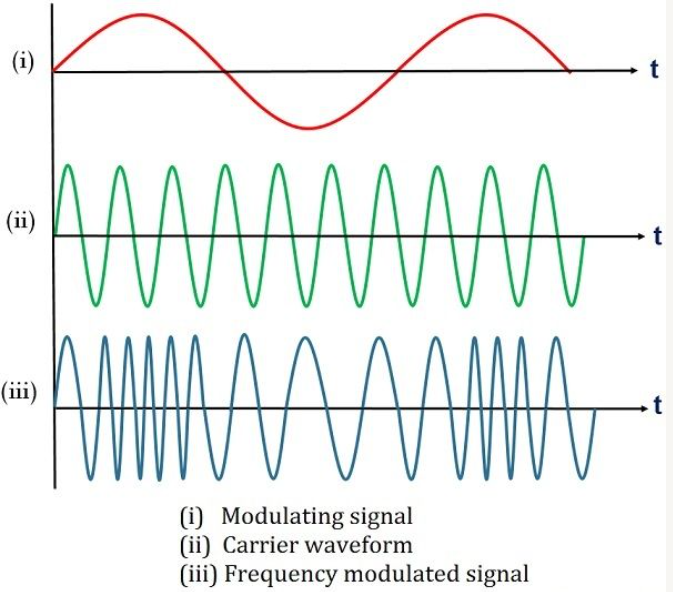 (i) t
(ii) t
(iii) t
(i) Modulating signal
(ii) Carrier waveform
(iii) Frequency modulated signal